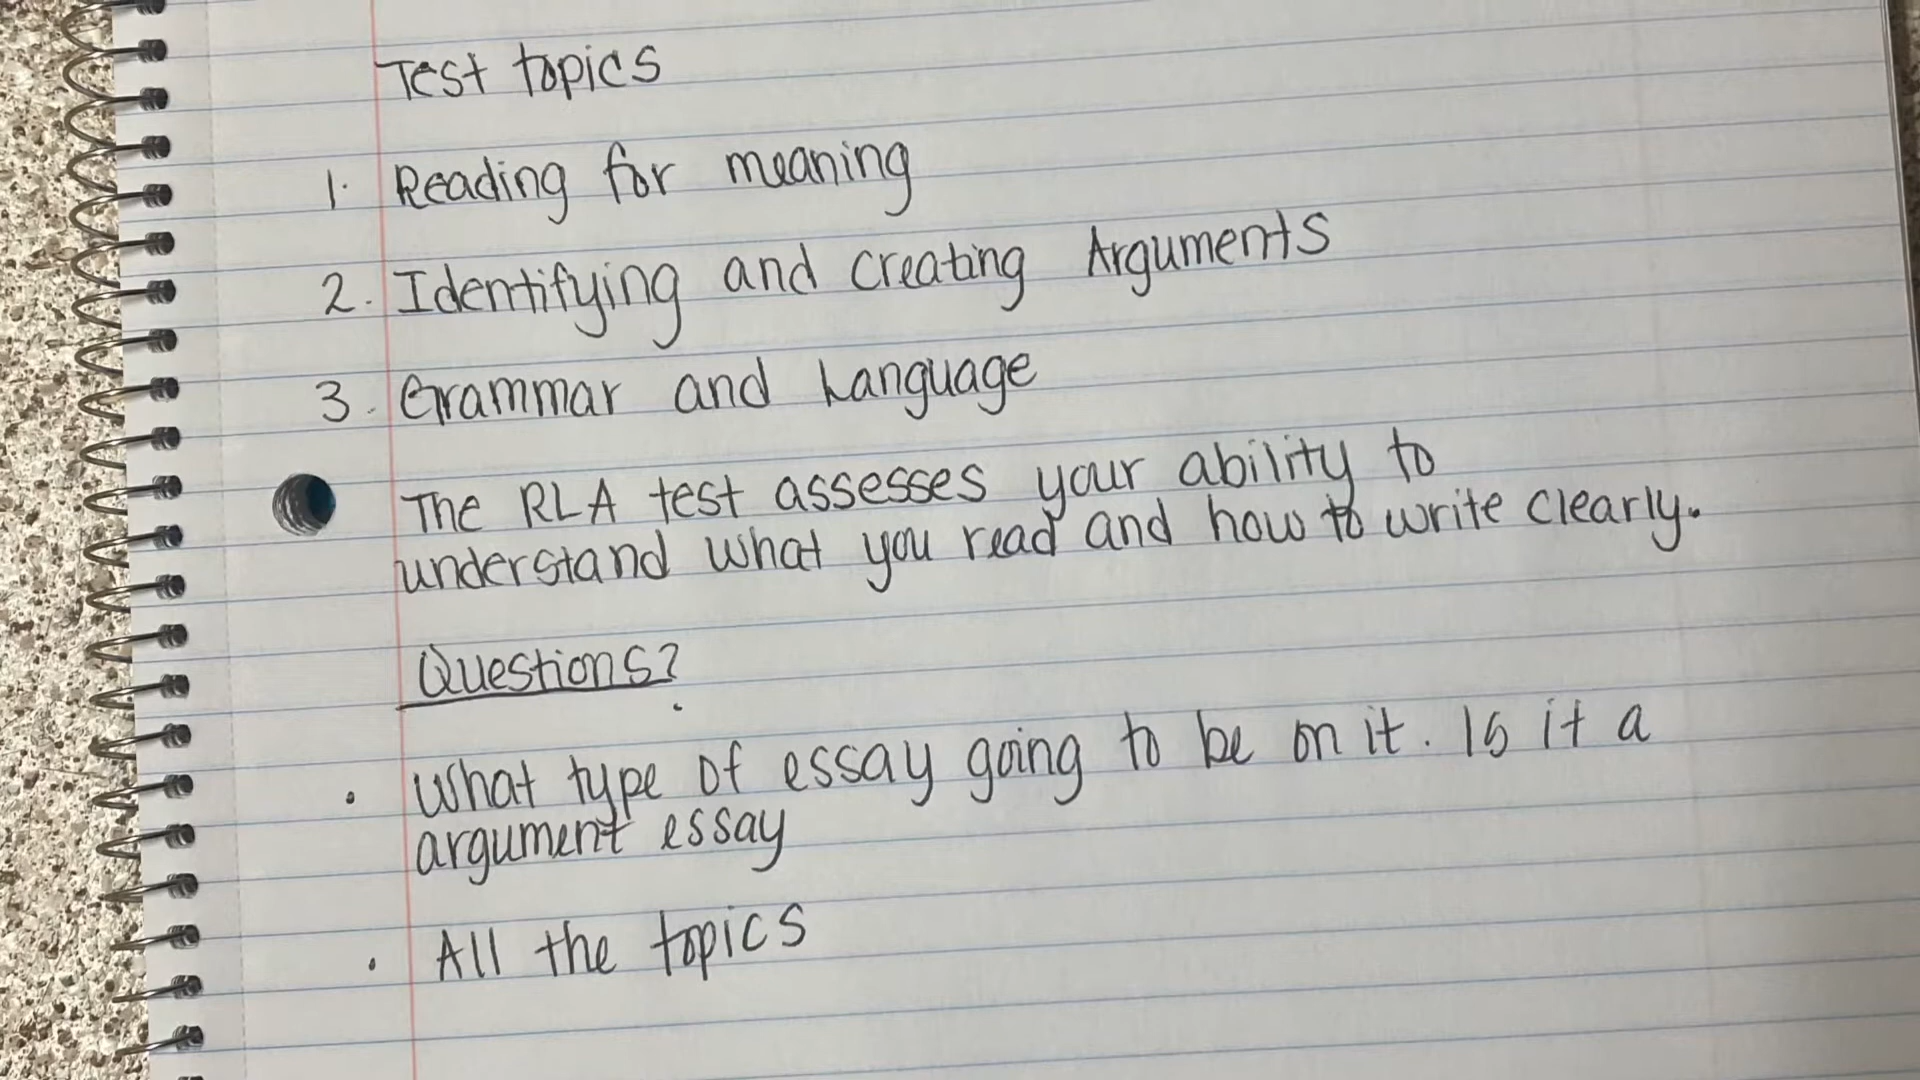 Test topics
1. Reading for meaning
2. Identifying and creating Arguments
3. Grammar and Language
The RLA test assesses your ability to
understand what you read and how to write clearly.
Questions?
. What type of essay going to be on it. Is it a
argument essay
. All the topics